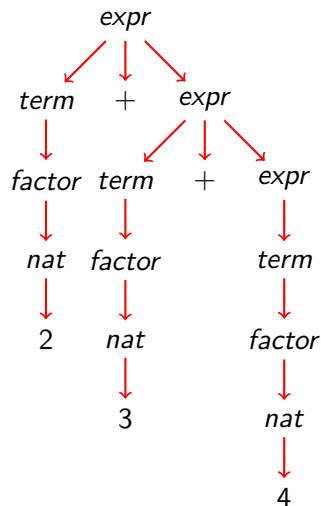 expr
term + expr
factor term + expr
nat factor term
2 nat factor
3 nat
4